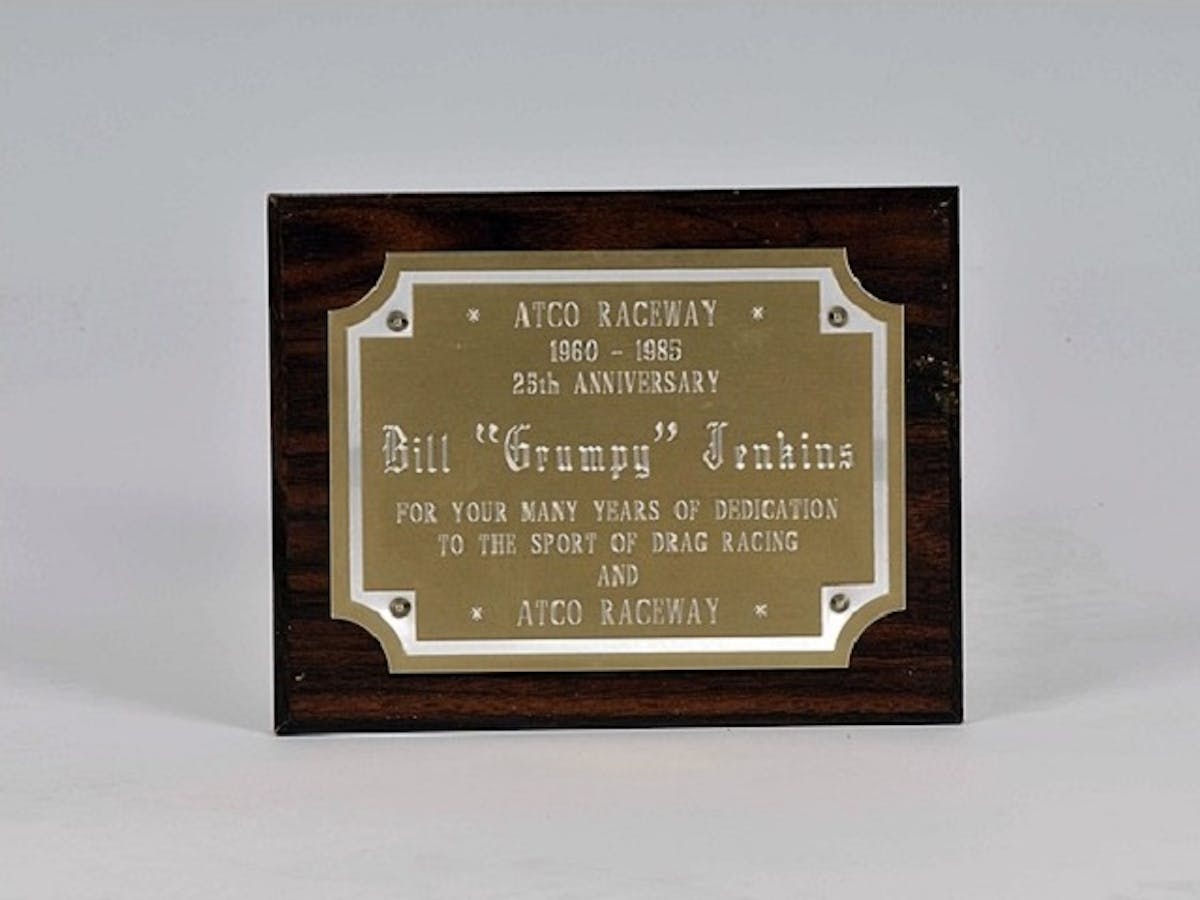 * ATCO RACEWAY *
1960 - 1985
25th ANNIVERSARY
Bill "Grumpy" Jenkins
FOR YOUR MANY YEARS OF DEDICATION
TO THE SPORT OF DRAG RACING
AND
* ATCO RACEWAY *